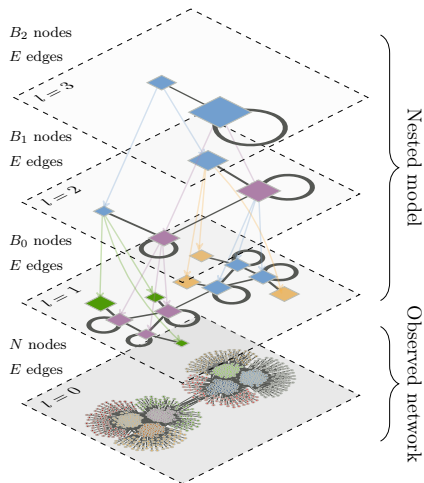 B₂ nodes
E edges
l = 3
B₁ nodes
E edges
l = 2
B₀ nodes
E edges
l = 1
N nodes
E edges
l = 0
Nested model
Observed network